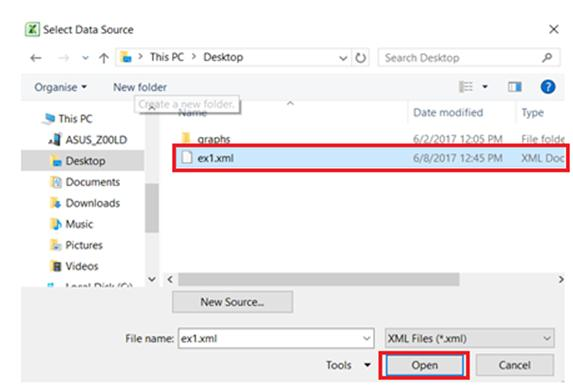 Select Data Source
This PC > Desktop
Search Desktop
Organise
New folder
Create a new folder.
Name
Date modified
Type
This PC
ASUS_Z00LD
Desktop
Documents
Downloads
Music
Pictures
Videos
Local Disk (C:)
graphs
6/2/2017 12:05 PM
File folde
ex1.xml
6/8/2017 12:45 PM
XML Doc
New Source...
File name:
ex1.xml
XML Files (*.xml)
Tools
Open
Cancel